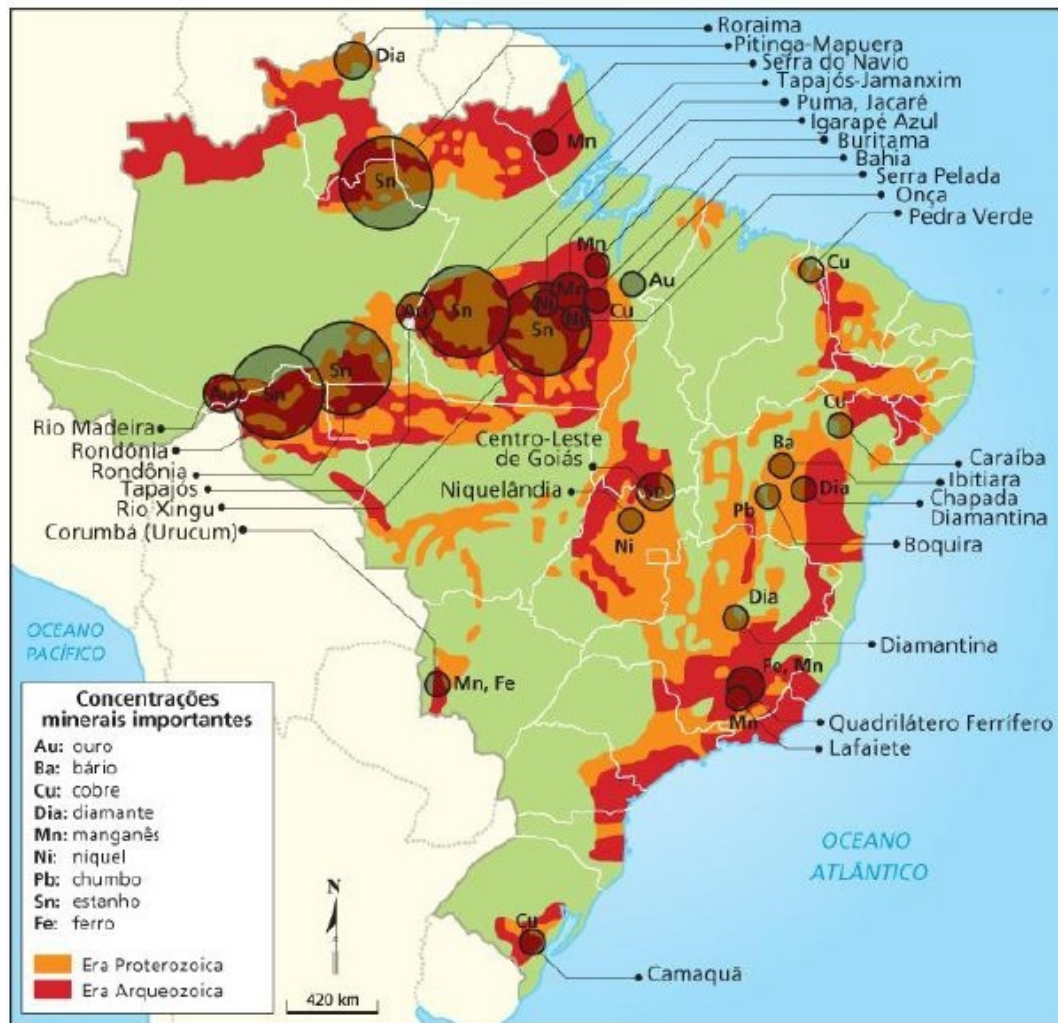 Roraima
Pitinga-Mapuera
Serra do Navio
Tapajós-Jamanxim
Puma, Jacaré
Igarapé Azul
Buritama
Bahia
Serra Pelada
Onça
Pedra Verde
Dia
Mn
Sn
Mn
Au
Cu
Au
Sn
Ni
Mn
Cu
Ni
Sn
Sn
Au
Sn
Rio Madeira
Rondônia
Rondônia
Tapajós
Rio Xingu
Corumbá (Urucum)
Centro-Leste
de Goiás
Niquelândia
Sn
Ni
Cu
Ba
Dia
Pb
Caraíba
Ibitiara
Chapada
Diamantina
Boquira
Dia
Diamantina
Fe, Mn
Mn
Quadrilátero Ferrífero
Lafaiete
Mn, Fe
OCEANO
PACÍFICO
OCEANO
ATLÂNTICO
Cu
Camaquã
N
420 km
Concentrações
minerais importantes
Au: ouro
Ba: bário
Cu: cobre
Dia: diamante
Mn: manganês
Ni: niquel
Pb: chumbo
Sn: estanho
Fe: ferro
Era Proterozoica
Era Arqueozoica